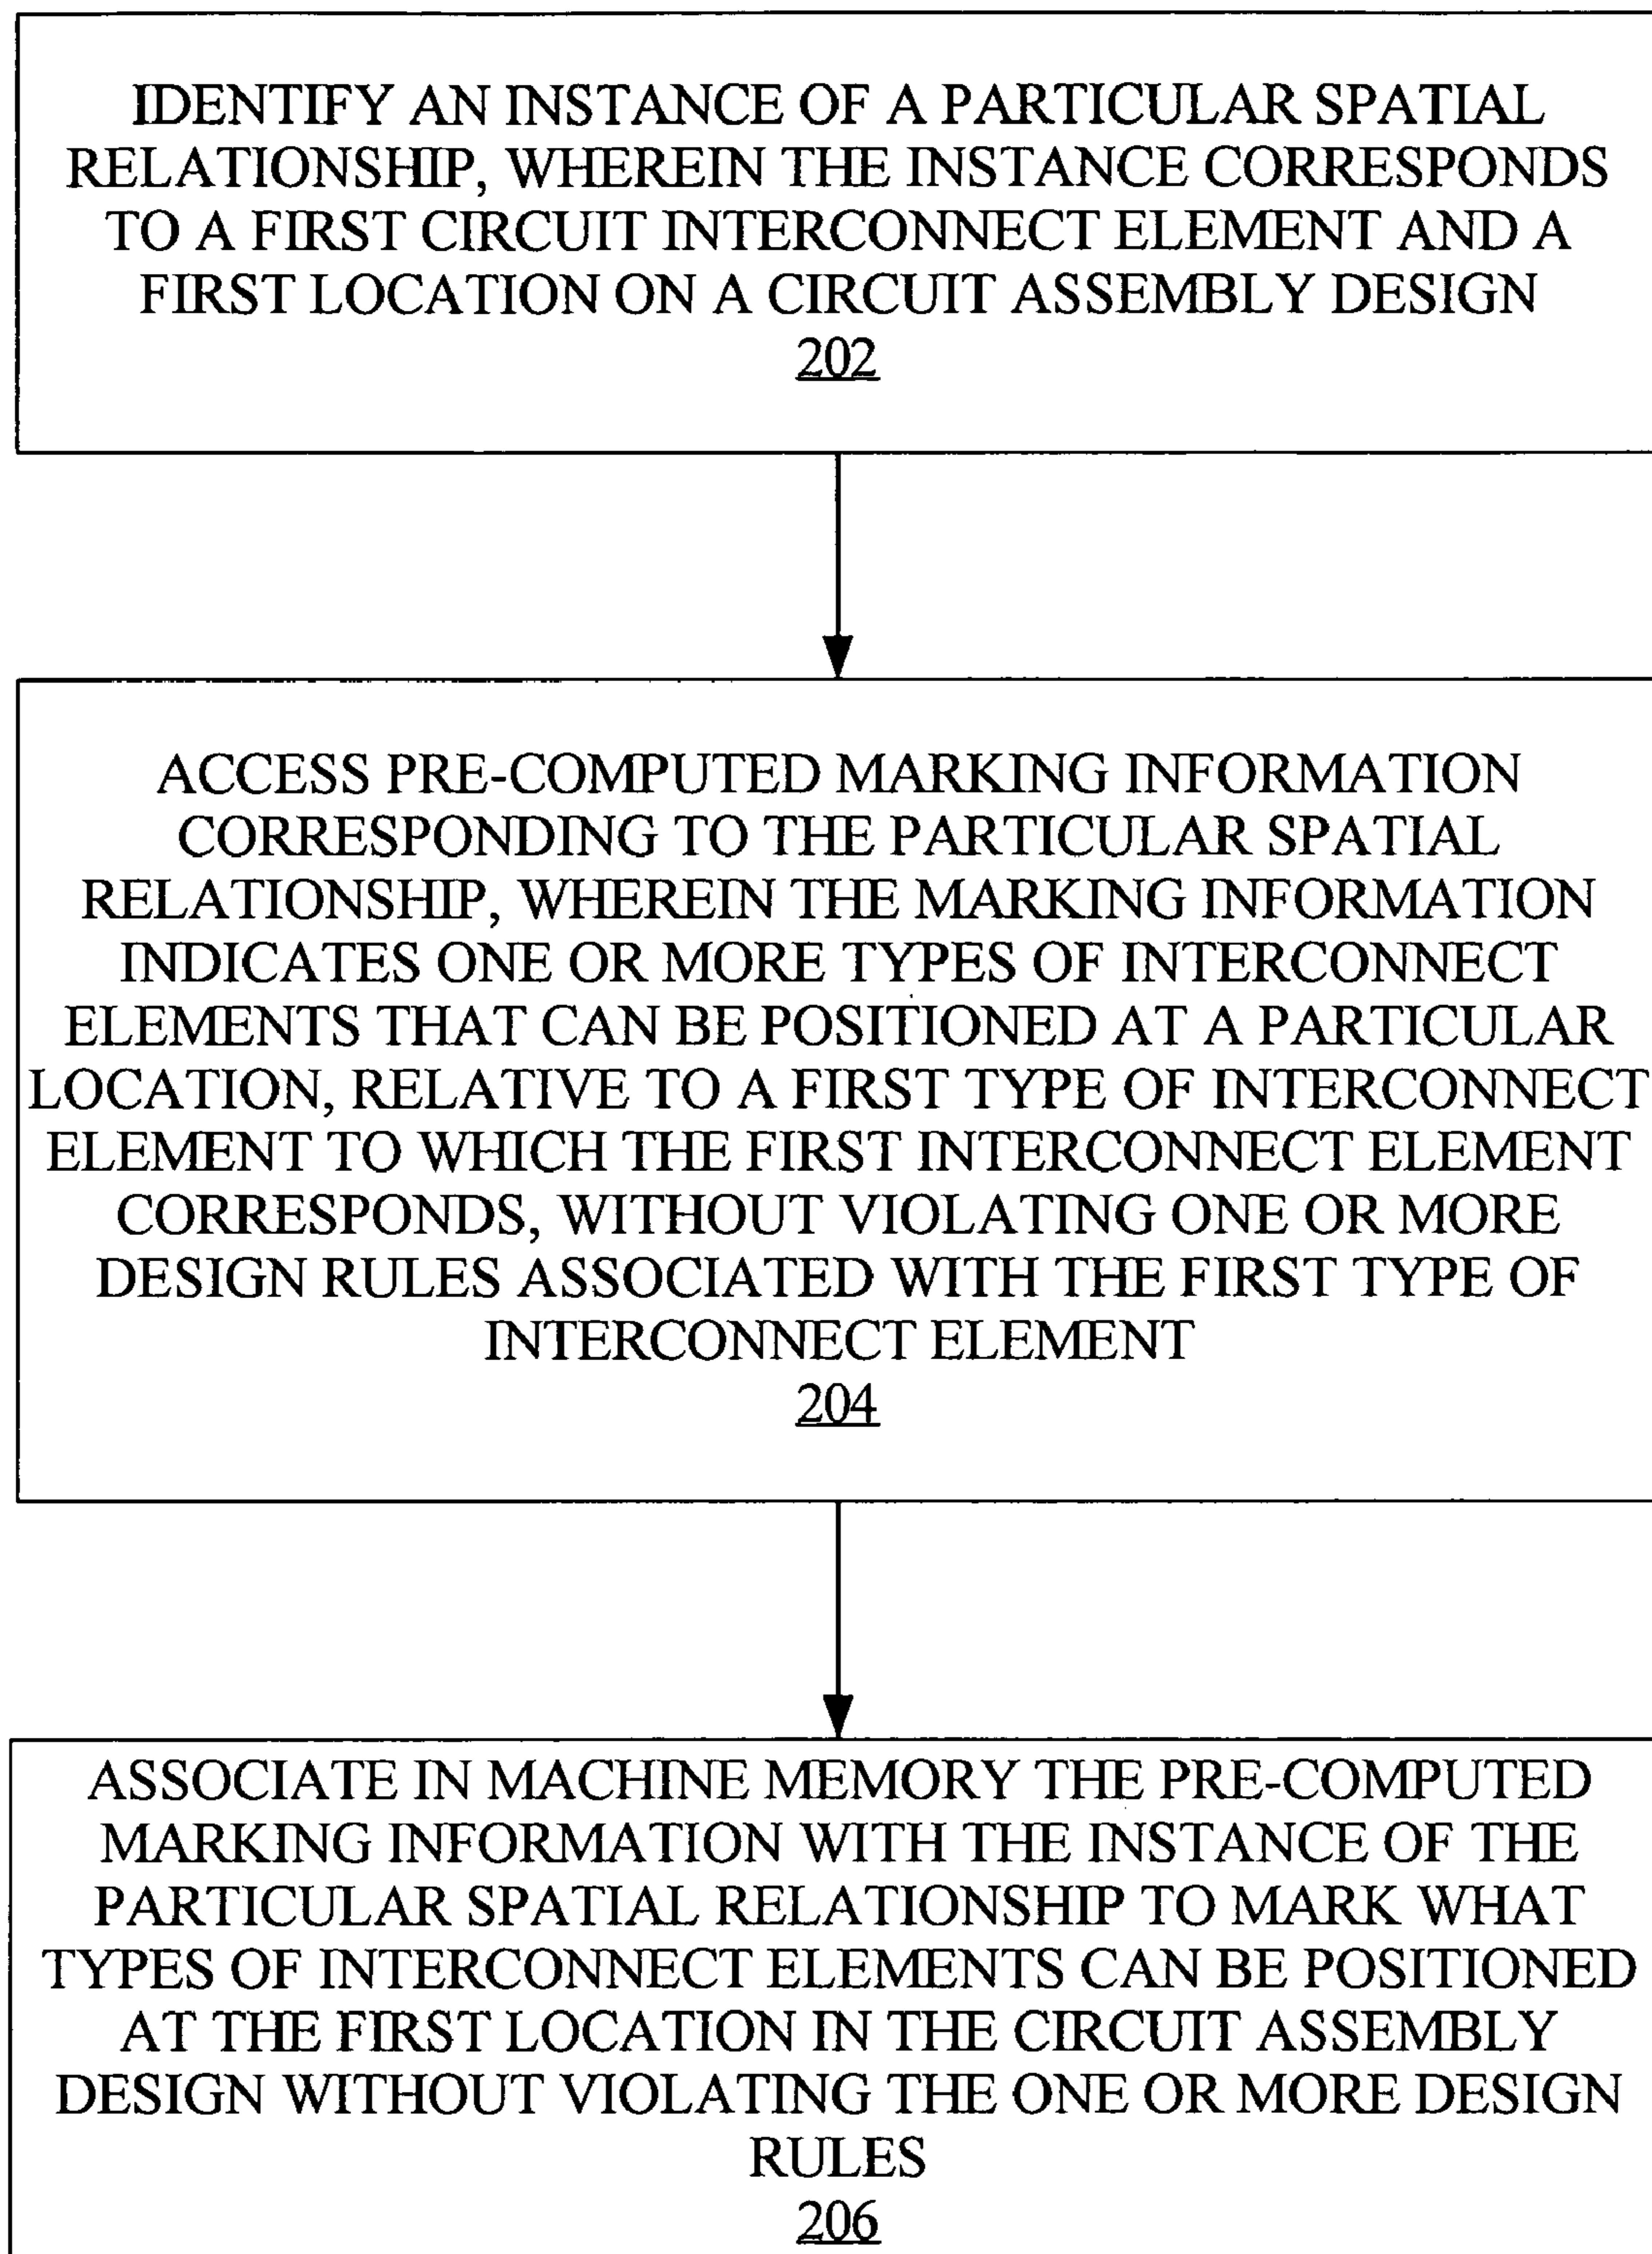 IDENTIFY AN INSTANCE OF A PARTICULAR SPATIAL
RELATIONSHIP, WHEREIN THE INSTANCE CORRESPONDS
TO A FIRST CIRCUIT INTERCONNECT ELEMENT AND A
FIRST LOCATION ON A CIRCUIT ASSEMBLY DESIGN
202
ACCESS PRE-COMPUTED MARKING INFORMATION
CORRESPONDING TO THE PARTICULAR SPATIAL
RELATIONSHIP, WHEREIN THE MARKING INFORMATION
INDICATES ONE OR MORE TYPES OF INTERCONNECT
ELEMENTS THAT CAN BE POSITIONED AT A PARTICULAR
LOCATION, RELATIVE TO A FIRST TYPE OF INTERCONNECT
ELEMENT TO WHICH THE FIRST INTERCONNECT ELEMENT
CORRESPONDS, WITHOUT VIOLATING ONE OR MORE
DESIGN RULES ASSOCIATED WITH THE FIRST TYPE OF
INTERCONNECT ELEMENT
204
ASSOCIATE IN MACHINE MEMORY THE PRE-COMPUTED
MARKING INFORMATION WITH THE INSTANCE OF THE
PARTICULAR SPATIAL RELATIONSHIP TO MARK WHAT
TYPES OF INTERCONNECT ELEMENTS CAN BE POSITIONED
AT THE FIRST LOCATION IN THE CIRCUIT ASSEMBLY
DESIGN WITHOUT VIOLATING THE ONE OR MORE DESIGN
RULES
206